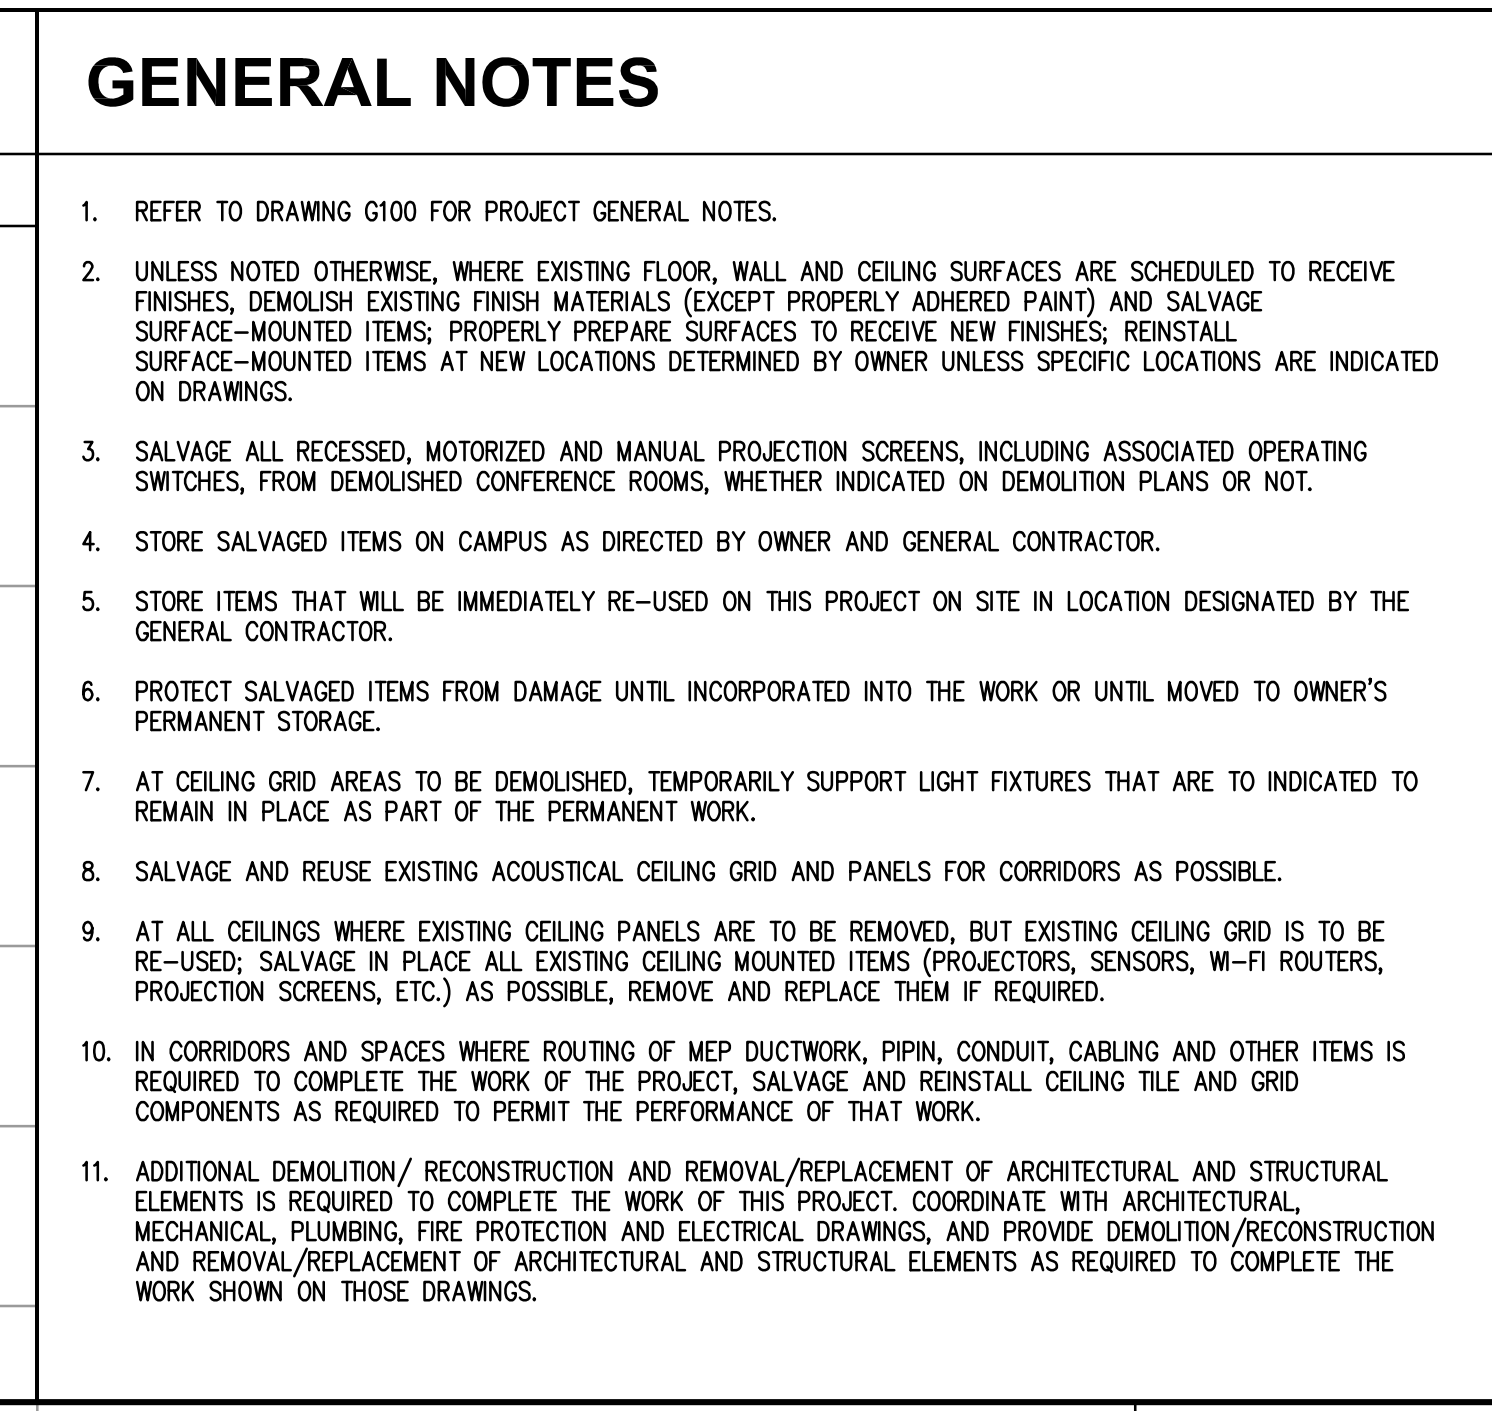 GENERAL NOTES
1. REFER TO DRAWING G100 FOR PROJECT GENERAL NOTES.
2. UNLESS NOTED OTHERWISE, WHERE EXISTING FLOOR, WALL AND CEILING SURFACES ARE SCHEDULED TO RECEIVE
FINISHES, DEMOLISH EXISTING FINISH MATERIALS (EXCEPT PROPERLY ADHERED PAINT) AND SALVAGE
SURFACE-MOUNTED ITEMS; PROPERLY PREPARE SURFACES TO RECEIVE NEW FINISHES; REINSTALL
SURFACE-MOUNTED ITEMS AT NEW LOCATIONS DETERMINED BY OWNER UNLESS SPECIFIC LOCATIONS ARE INDICATED
ON DRAWINGS.
3. SALVAGE ALL RECESSED, MOTORIZED AND MANUAL PROJECTION SCREENS, INCLUDING ASSOCIATED OPERATING
SWITCHES, FROM DEMOLISHED CONFERENCE ROOMS, WHETHER INDICATED ON DEMOLITION PLANS OR NOT.
4. STORE SALVAGED ITEMS ON CAMPUS AS DIRECTED BY OWNER AND GENERAL CONTRACTOR.
5. STORE ITEMS THAT WILL BE IMMEDIATELY RE-USED ON THIS PROJECT ON SITE IN LOCATION DESIGNATED BY THE
GENERAL CONTRACTOR.
6. PROTECT SALVAGED ITEMS FROM DAMAGE UNTIL INCORPORATED INTO THE WORK OR UNTIL MOVED TO OWNER'S
PERMANENT STORAGE.
7. AT CEILING GRID AREAS TO BE DEMOLISHED, TEMPORARILY SUPPORT LIGHT FIXTURES THAT ARE TO INDICATED TO
REMAIN IN PLACE AS PART OF THE PERMANENT WORK.
8. SALVAGE AND REUSE EXISTING ACOUSTICAL CEILING GRID AND PANELS FOR CORRIDORS AS POSSIBLE.
9. AT ALL CEILINGS WHERE EXISTING CEILING PANELS ARE TO BE REMOVED, BUT EXISTING CEILING GRID IS TO BE
RE-USED; SALVAGE IN PLACE ALL EXISTING CEILING MOUNTED ITEMS (PROJECTORS, SENSORS, WI-FI ROUTERS,
PROJECTION SCREENS, ETC.) AS POSSIBLE, REMOVE AND REPLACE THEM IF REQUIRED.
10. IN CORRIDORS AND SPACES WHERE ROUTING OF MEP DUCTWORK, PIPIN, CONDUIT, CABLING AND OTHER ITEMS IS
REQUIRED TO COMPLETE THE WORK OF THE PROJECT, SALVAGE AND REINSTALL CEILING TILE AND GRID
COMPONENTS AS REQUIRED TO PERMIT THE PERFORMANCE OF THAT WORK.
11. ADDITIONAL DEMOLITION/ RECONSTRUCTION AND REMOVAL/REPLACEMENT OF ARCHITECTURAL AND STRUCTURAL
ELEMENTS IS REQUIRED TO COMPLETE THE WORK OF THIS PROJECT. COORDINATE WITH ARCHITECTURAL,
MECHANICAL, PLUMBING, FIRE PROTECTION AND ELECTRICAL DRAWINGS, AND PROVIDE DEMOLITION/RECONSTRUCTION
AND REMOVAL/REPLACEMENT OF ARCHITECTURAL AND STRUCTURAL ELEMENTS AS REQUIRED TO COMPLETE THE
WORK SHOWN ON THOSE DRAWINGS.